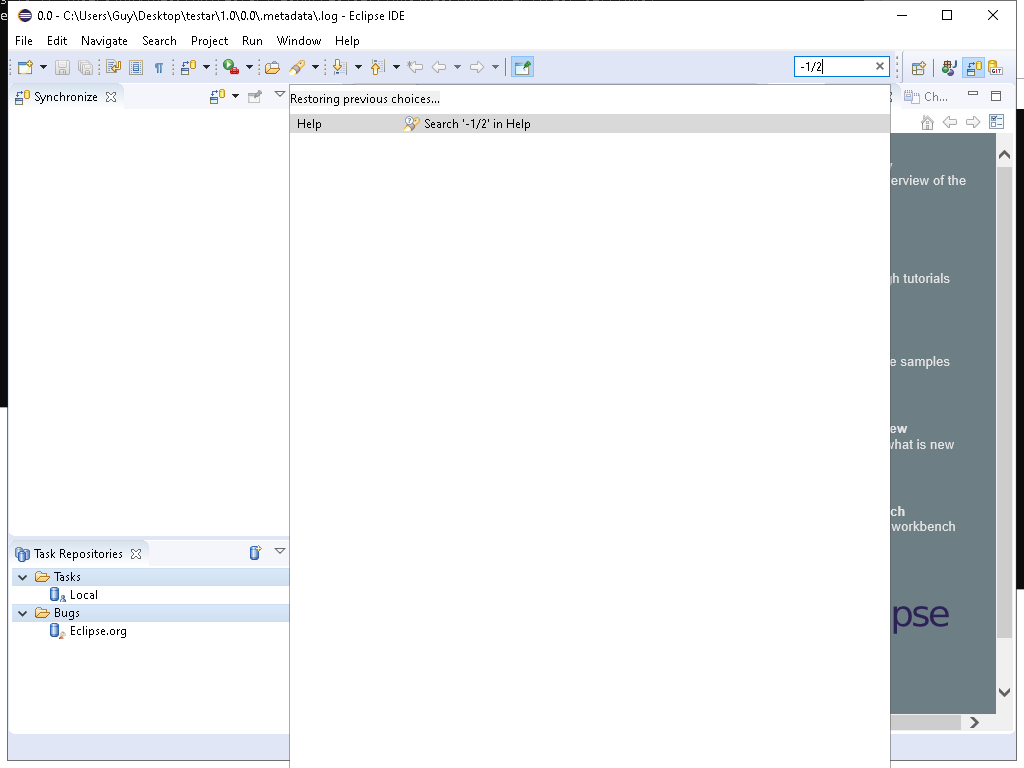 0.0 - C:\Users\Guy\Desktop\testar\1.0\0.0\.metadata\.log - Eclipse IDE
File Edit Navigate Search Project Run Window Help
-1/2
GIT
Synchronize
Ch...
Restoring previous choices...
Help Search '-1/2' in Help
erview of the
h tutorials
e samples
ew
what is new
ch
workbench
pse
Task Repositories
Tasks
Local
Bugs
Eclipse.org